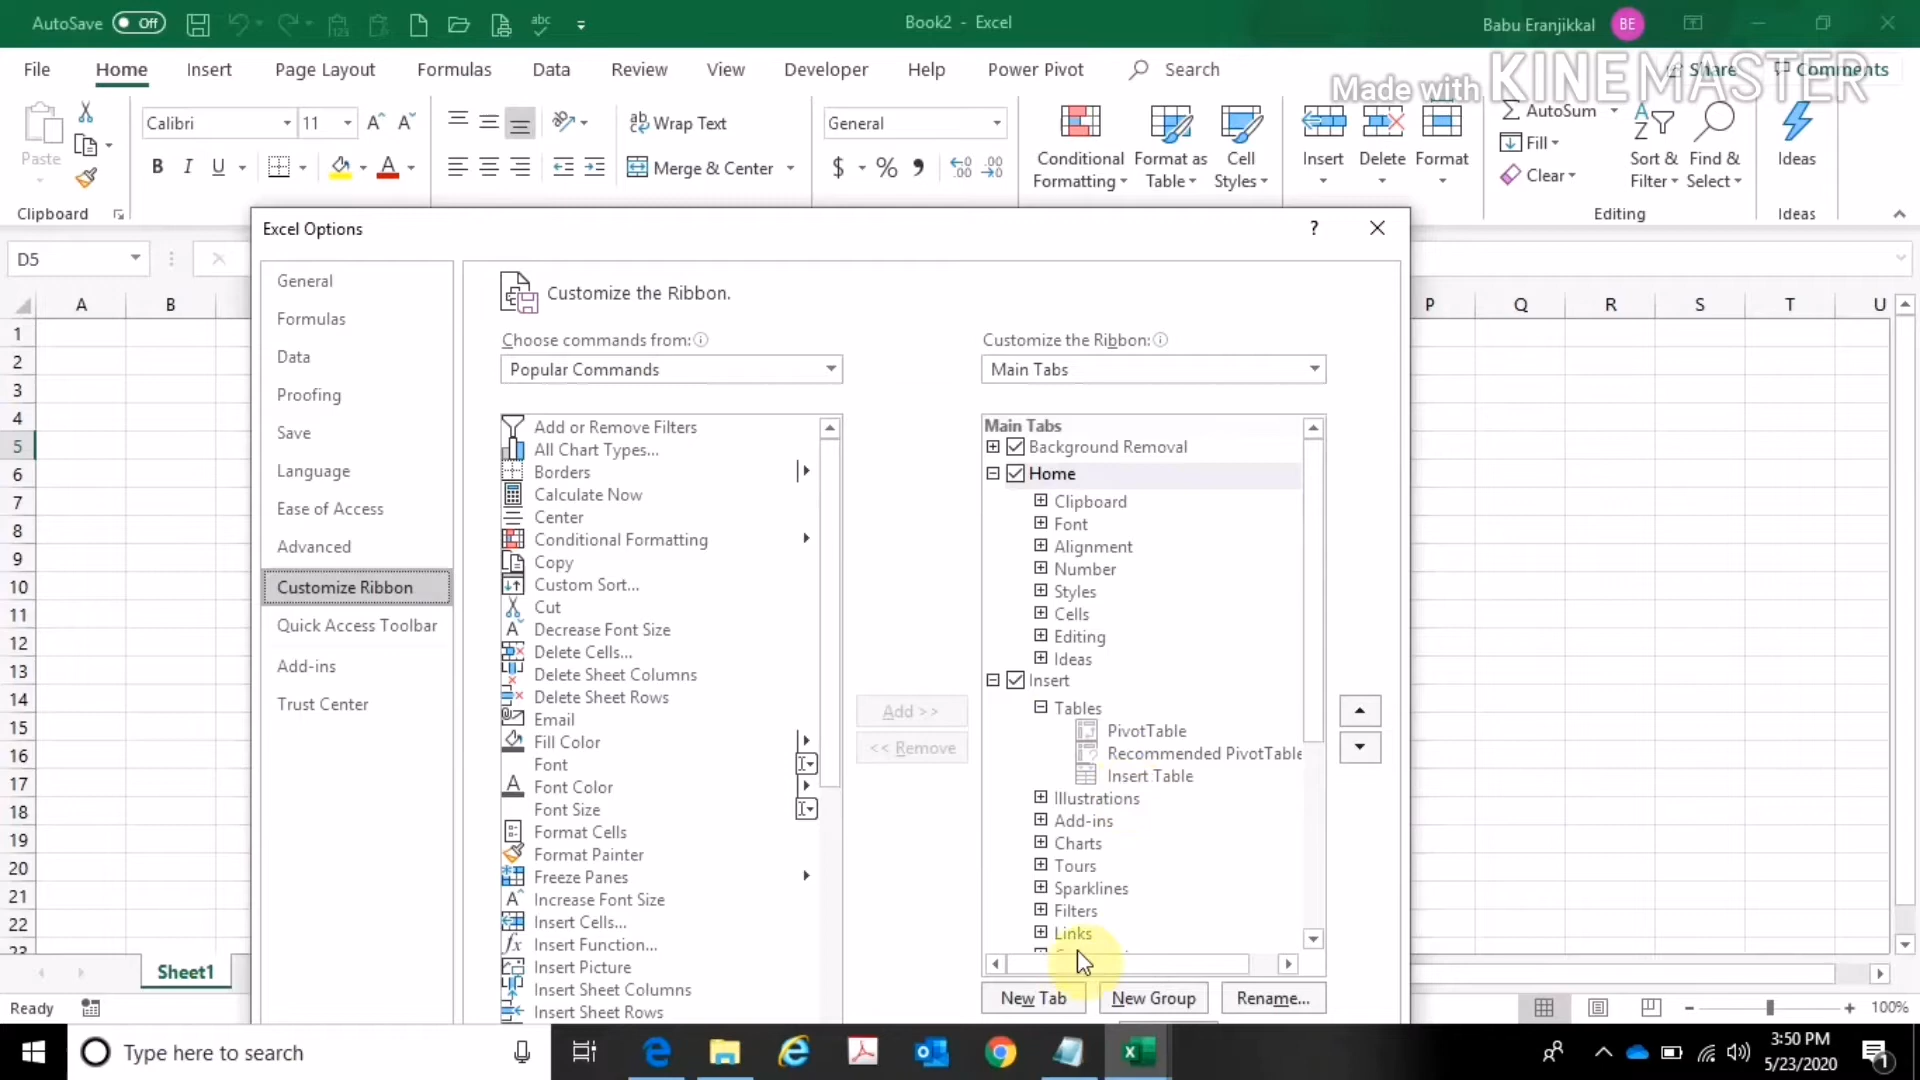 AutoSave Off
abc
Book2 - Excel
Babu Eranjikkal BE
File Home Insert Page Layout Formulas Data Review View Developer Help Power Pivot Search
Share Comments
Made with KINEMASTER
Paste
Calibri 11 A A
B I U A
Clipboard
ab Wrap Text
Merge & Center
General
$ % ,
Conditional Formatting
Format as Table
Cell Styles
Insert Delete Format
AutoSum
Fill
Clear
Sort & Filter
Find & Select
Editing
Ideas
Ideas
D5
Excel Options ?
A B P Q R S T U
1
2
3
4
5
6
7
8
9
10
11
12
13
14
15
16
17
18
19
20
21
22
23
General
Formulas
Data
Proofing
Save
Language
Ease of Access
Advanced
Customize Ribbon
Quick Access Toolbar
Add-ins
Trust Center
Customize the Ribbon.
Choose commands from:
Popular Commands
Add or Remove Filters
All Chart Types...
Borders
Calculate Now
Center
Conditional Formatting
Copy
Custom Sort...
Cut
Decrease Font Size
Delete Cells...
Delete Sheet Columns
Delete Sheet Rows
Email
Fill Color
Font
Font Color
Font Size
Format Cells
Format Painter
Freeze Panes
Increase Font Size
Insert Cells...
Insert Function...
Insert Picture
Insert Sheet Columns
Insert Sheet Rows
Add >>
<< Remove
Customize the Ribbon:
Main Tabs
Main Tabs
Background Removal
Home
Clipboard
Font
Alignment
Number
Styles
Cells
Editing
Ideas
Insert
Tables
PivotTable
Recommended PivotTable
Insert Table
Illustrations
Add-ins
Charts
Tours
Sparklines
Filters
Links
New Tab New Group Rename...
Sheet1
Ready
100%
Type here to search
3:50 PM
5/23/2020
1